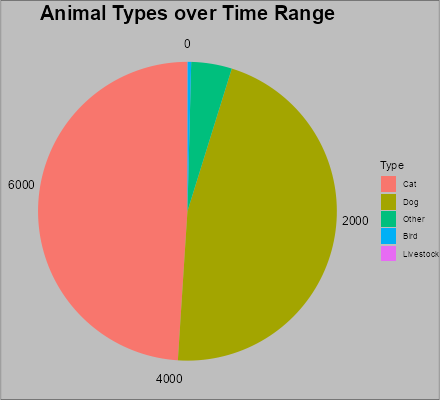 Animal Types over Time Range
0
6000
2000
4000
Type
Cat
Dog
Other
Bird
Livestock